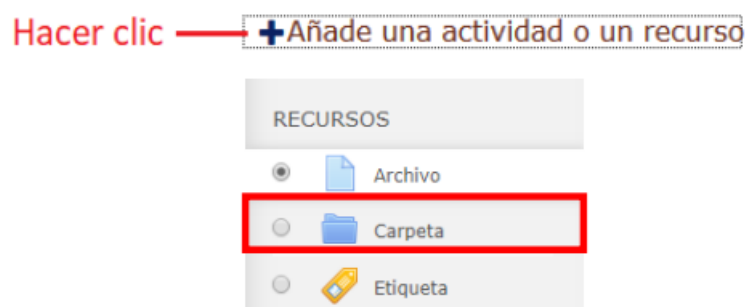 Hacer clic +Añade una actividad o un recurso
RECURSOS
Archivo
Carpeta
Etiqueta